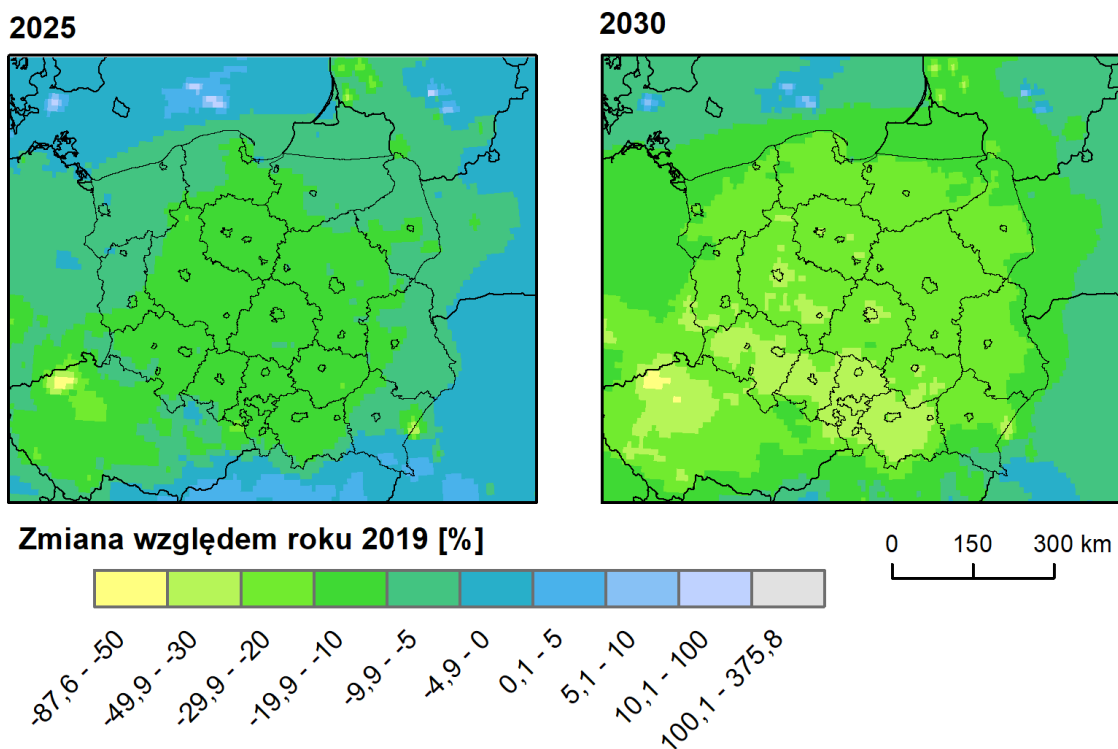 2025
2030
Zmiana względem roku 2019 [%]
0 150 300 km
-87,6 - -50
-49,9 - -30
-29,9 - -20
-19,9 - -10
-9,9 - -5
-4,9 - 0
0,1 - 5
5,1 - 10
10,1 - 100
100,1 - 375,8